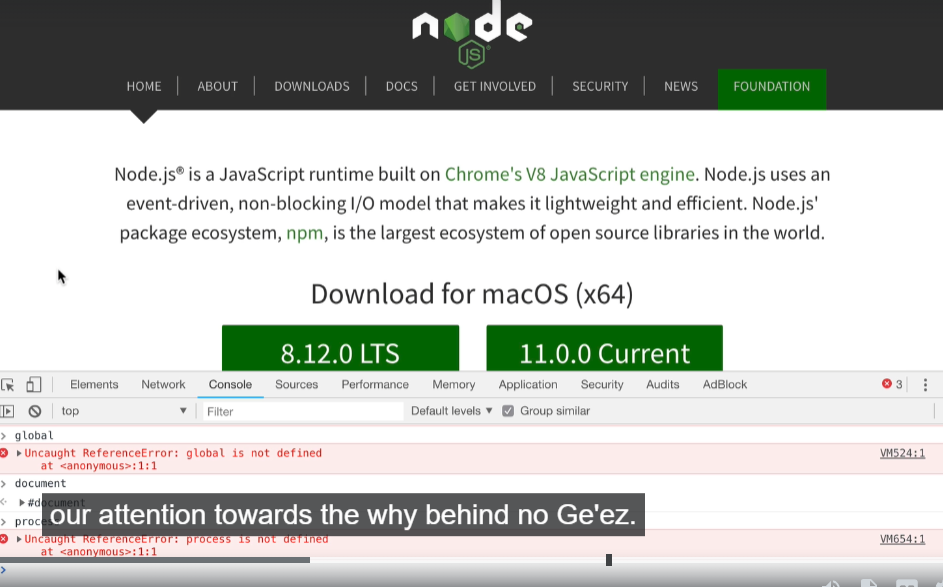 node
JS
HOME
ABOUT
DOWNLOADS
DOCS
GET INVOLVED
SECURITY
NEWS
FOUNDATION
Node.js® is a JavaScript runtime built on Chrome's V8 JavaScript engine. Node.js uses an
event-driven, non-blocking I/O model that makes it lightweight and efficient. Node.js'
package ecosystem, npm, is the largest ecosystem of open source libraries in the world.
Download for macOS (x64)
8.12.0 LTS
11.0.0 Current
Elements
Network
Console
Sources
Performance
Memory
Application
Security
Audits
AdBlock
3
top
Filter
Default levels
Group similar
global
Uncaught ReferenceError: global is not defined
VM524:1
at <anonymous>:1:1
document
#document
our attention towards the why behind no Ge'ez.
Uncaught ReferenceError: process is not defined
VM654:1
at <anonymous>:1:1